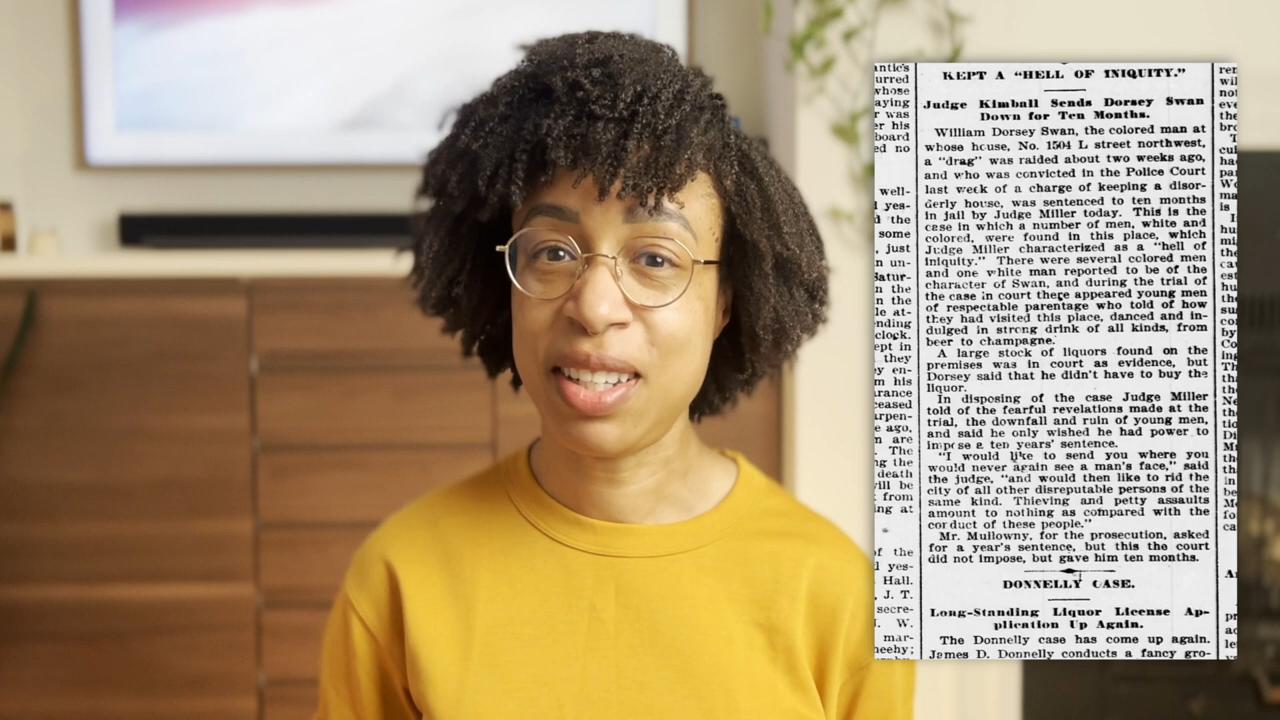 KEPT A "HELL OF INIQUITY."
Judge Kimball Sends Dorsey Swan
Down for Ten Months.
William Dorsey Swan, the colored man at
whose house, No. 1504 L street northwest,
a "drag" was raided about two weeks ago,
and who was convicted in the Police Court
last week of a charge of keeping a disor-
derly house, was sentenced to ten months
in jail by Judge Miller today. This is the
case in which a number of men, white and
colored, were found in this place, which
Judge Miller characterized as a "hell of
iniquity." There were several colored men
and one white man reported to be of the
character of Swan, and during the trial of
the case in court there appeared young men
of respectable parentage who told of how
they had visited this place, danced and in-
dulged in strong drink of all kinds, from
beer to champagne.
A large stock of liquors found on the
premises was in court as evidence, but
Dorsey said that he didn't have to buy the
liquor.
In disposing of the case Judge Miller
told of the fearful revelations made at the
trial, the downfall and ruin of young men,
and said he only wished he had power to
impose a ten years' sentence.
"I would like to send you where you
would never again see a man's face," said
the judge, "and would then like to rid the
city of all other disreputable persons of the
same kind. Thieving and petty assaults
amount to nothing as compared with the
conduct of these people."
Mr. Mullowny, for the prosecution, asked
for a year's sentence, but this the court
did not impose, but gave him ten months.
DONNELLY CASE.
Long-Standing Liquor License Ap-
plication Up Again.
The Donnelly case has come up again.
James D. Donnelly conducts a fancy gro-